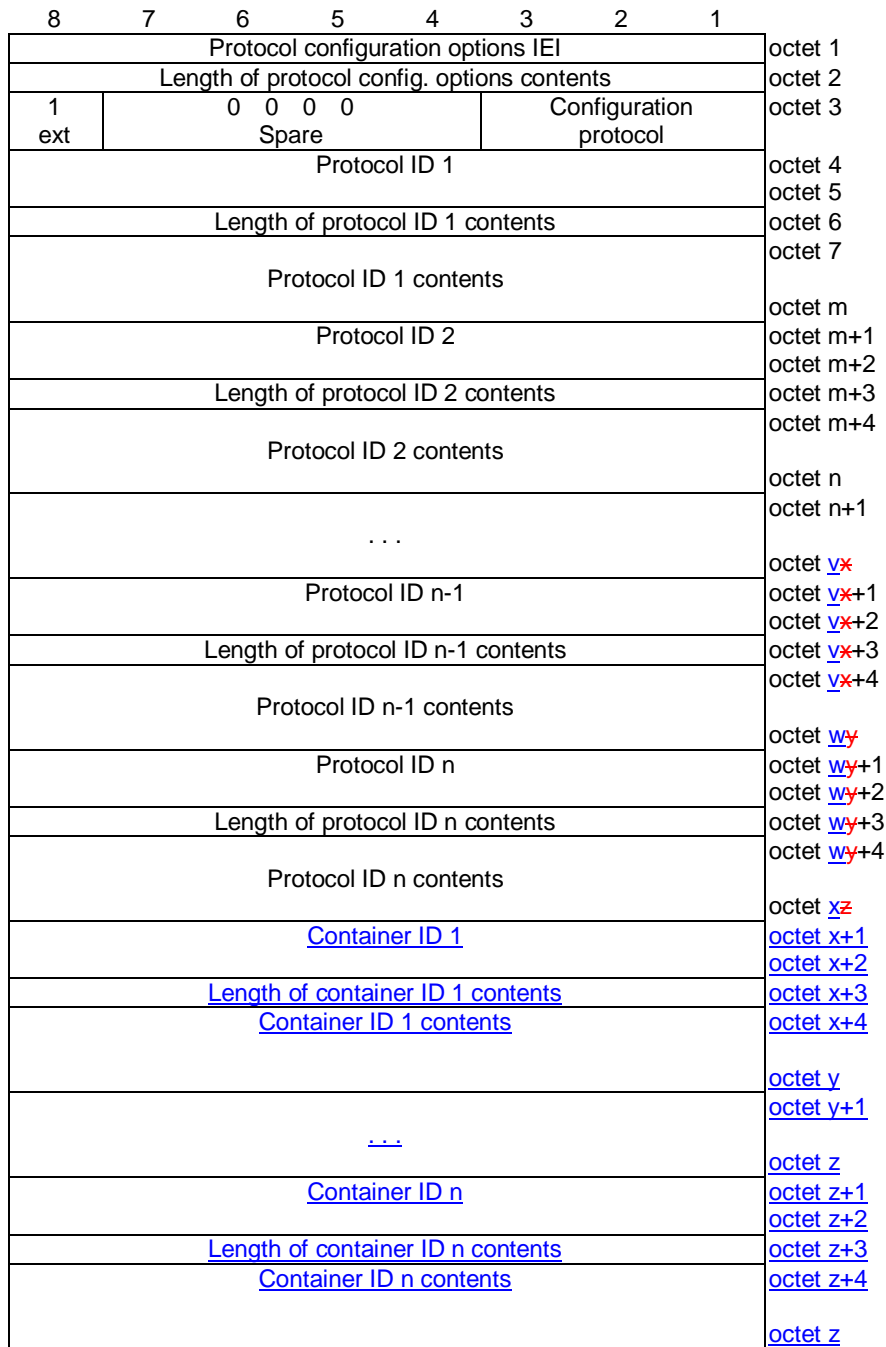 8 7 6 5 4 3 2 1
Protocol configuration options IEI octet 1
Length of protocol config. options contents octet 2
1 0 0 0 0 Configuration octet 3
ext Spare protocol
Protocol ID 1 octet 4
octet 5
Length of protocol ID 1 contents octet 6
octet 7
Protocol ID 1 contents
octet m
Protocol ID 2 octet m+1
octet m+2
Length of protocol ID 2 contents octet m+3
octet m+4
Protocol ID 2 contents
octet n
octet n+1
. . .
octet vx
Protocol ID n-1 octet vx+1
octet vx+2
Length of protocol ID n-1 contents octet vx+3
octet vx+4
Protocol ID n-1 contents
octet wy
Protocol ID n octet wy+1
octet wy+2
Length of protocol ID n contents octet wy+3
octet wy+4
Protocol ID n contents
octet xz
Container ID 1 octet x+1
octet x+2
Length of container ID 1 contents octet x+3
Container ID 1 contents octet x+4
octet y
octet y+1
. . .
octet z
Container ID n octet z+1
octet z+2
Length of container ID n contents octet z+3
Container ID n contents octet z+4
octet z